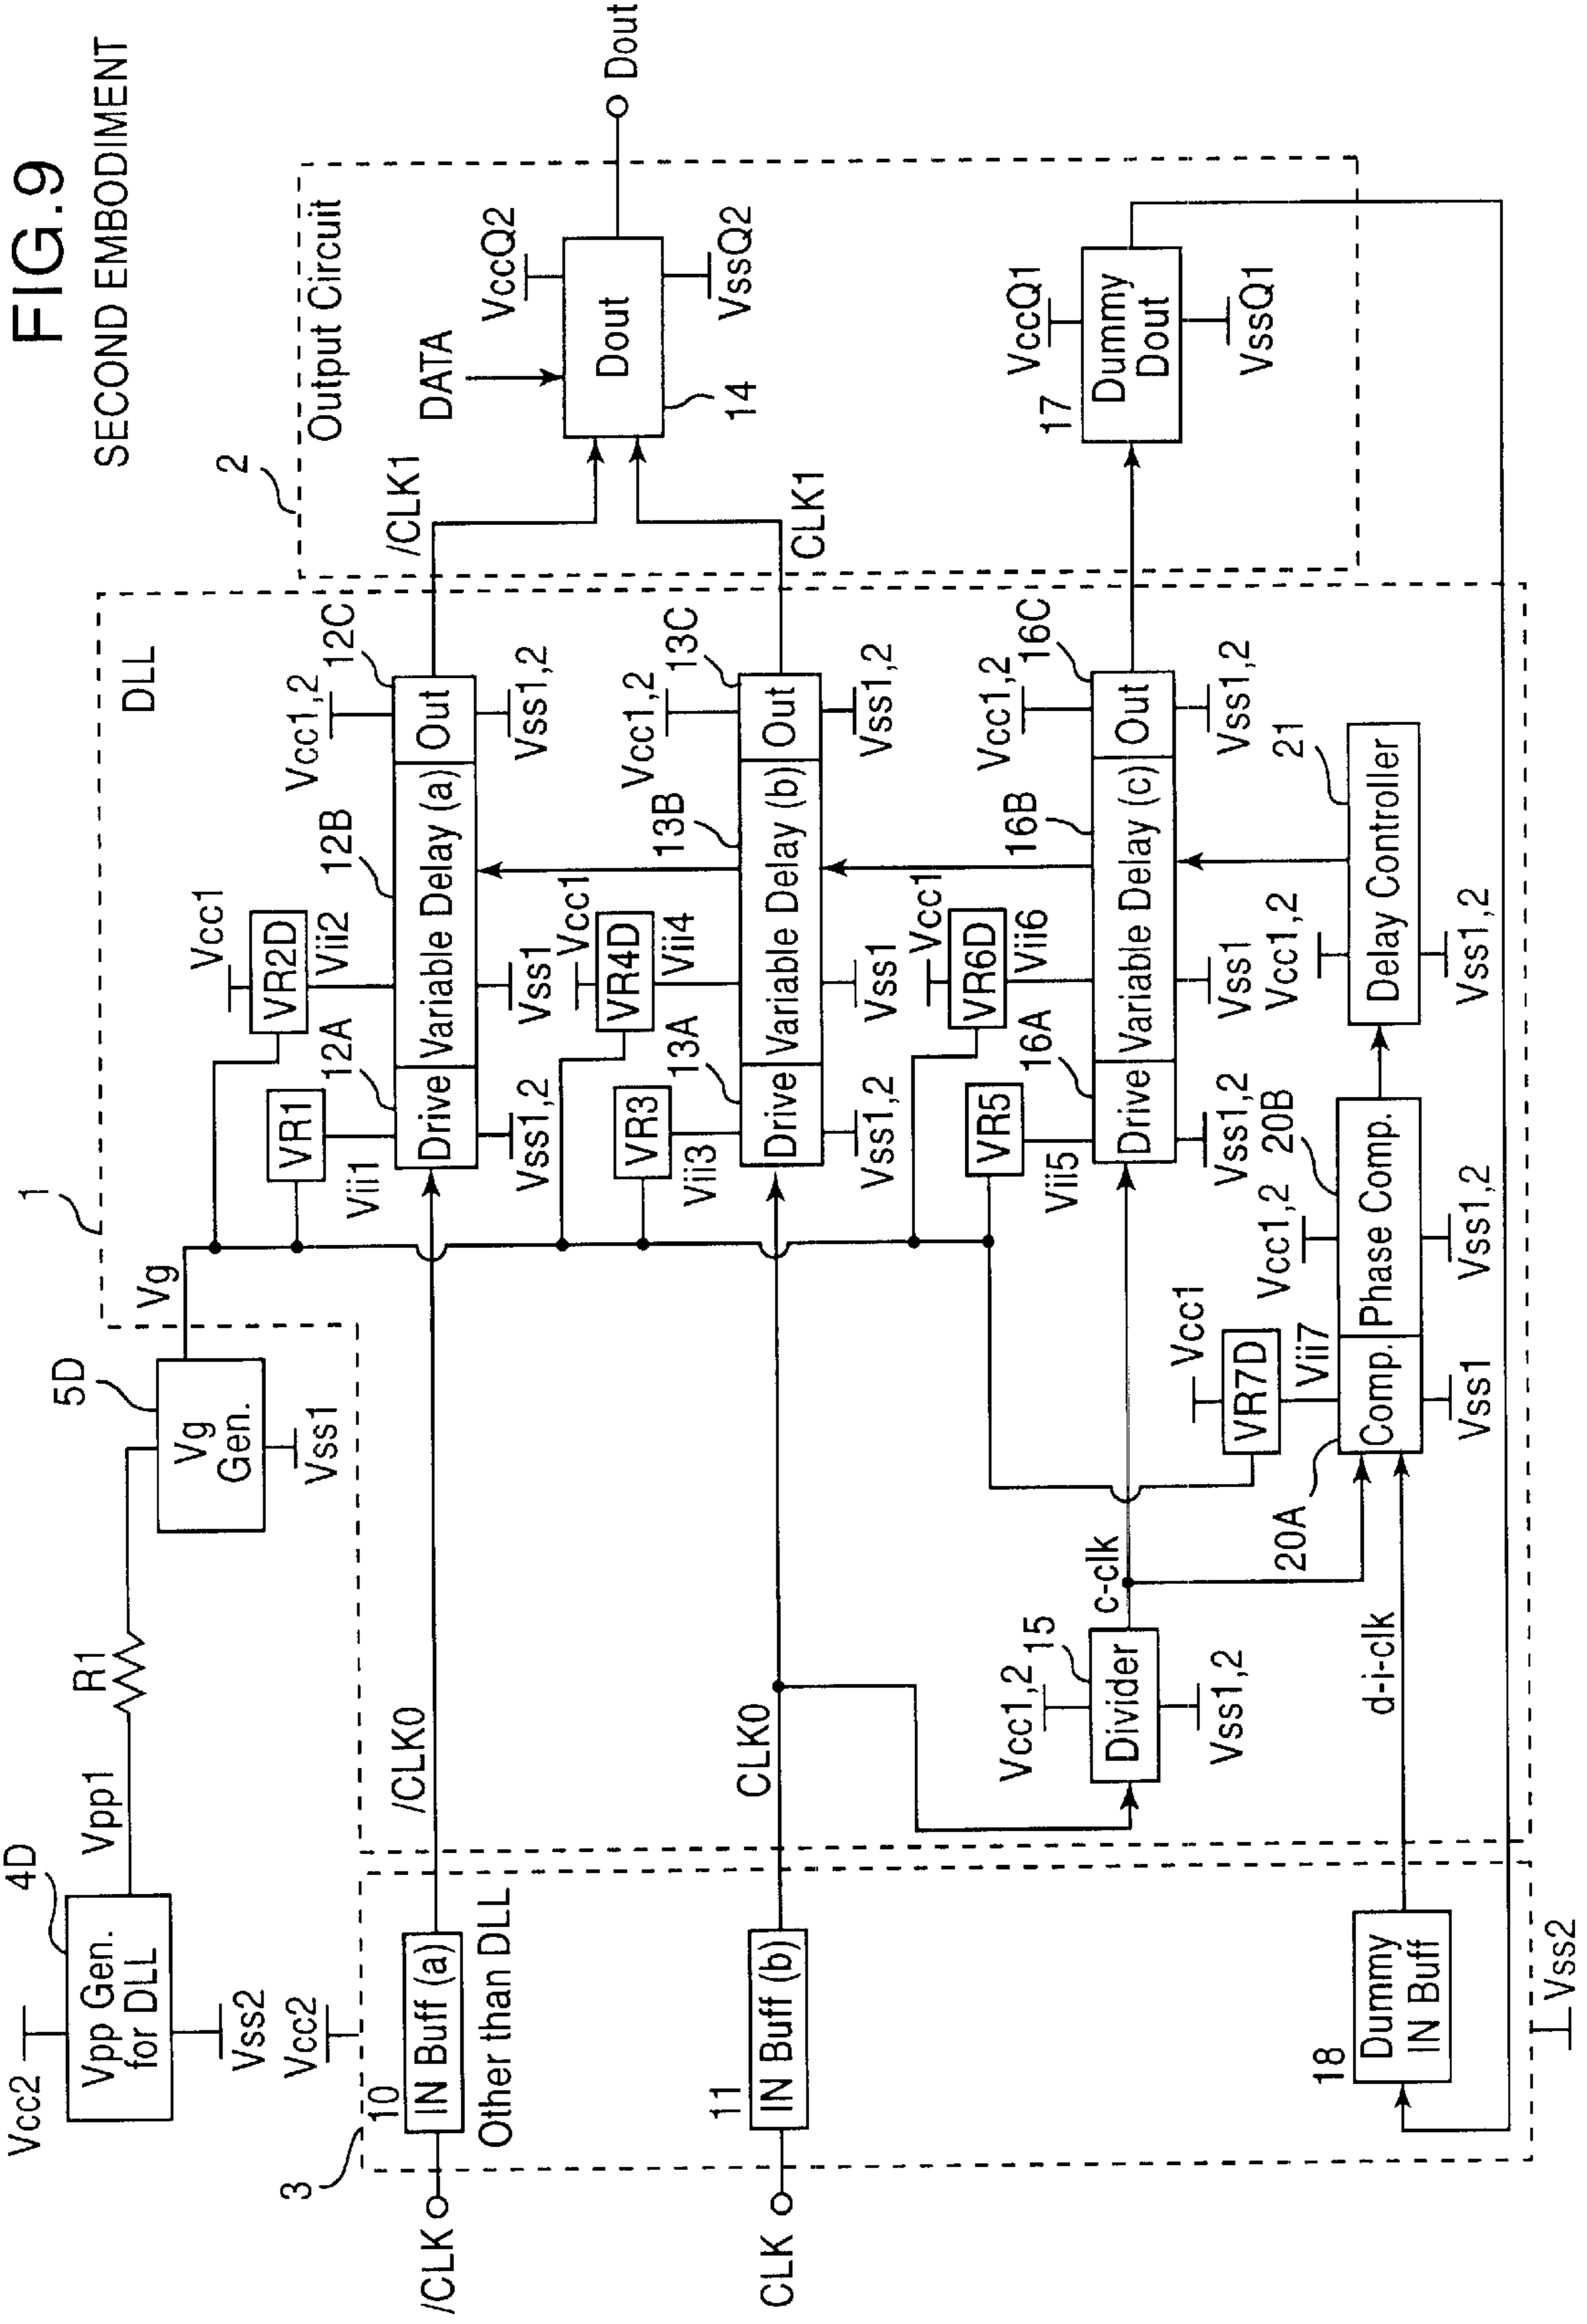 FIG.9
SECOND EMBODIMENT
Vcc2
4D
Vpp Gen.
for DLL
Vss2
Vpp1
R1
5D
Vg
Gen.
Vss1
Vg
1
DLL
2
Output Circuit
Vcc2
3
10
/CLK
IN Buff (a)
Other than DLL
/CLK0
VR1
Vii1
Vcc1
VR2D
Vii2
12A
12B
Vcc1,2
12C
Drive
Variable Delay (a)
Out
Vss1,2
Vss1
Vss1,2
/CLK1
DATA
VccQ2
Dout
VssQ2
14
Dout
11
CLK
IN Buff (b)
CLK0
VR3
Vii3
Vcc1
VR4D
Vii4
13A
13B
Vcc1,2
13C
Drive
Variable Delay (b)
Out
Vss1,2
Vss1
Vss1,2
CLK1
Vcc1,2
15
Divider
Vss1,2
c-clk
VR5
Vii5
Vcc1
VR6D
Vii6
16A
16B
Vcc1,2
16C
Drive
Variable Delay (c)
Out
Vss1,2
Vss1
Vss1,2
17
VccQ1
Dummy
Dout
VssQ1
18
Dummy
IN Buff
d-i-clk
Vcc1
VR7D
Vii7
20A
Comp.
Vss1
Vcc1,2
20B
Phase Comp.
Vss1,2
Vcc1,2
21
Delay Controller
Vss1,2
Vss2